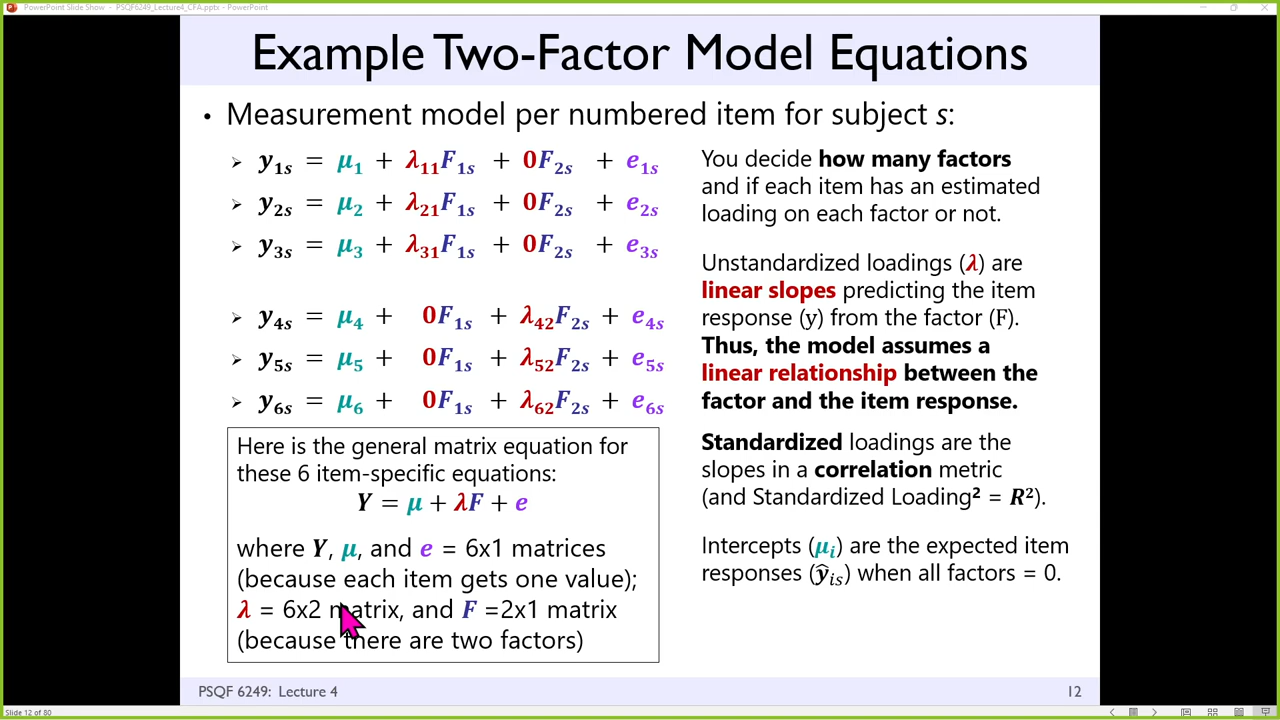 PowerPoint Slide Show - PSQF6249_Lecture4_CFA.ppts - PowerPoint
Example Two-Factor Model Equations
• Measurement model per numbered item for subject s:
➢ y₁ₛ = μ₁ + λ₁₁F₁ₛ + 0F₂ₛ + e₁ₛ
➢ y₂ₛ = μ₂ + λ₂₁F₁ₛ + 0F₂ₛ + e₂ₛ
➢ y₃ₛ = μ₃ + λ₃₁F₁ₛ + 0F₂ₛ + e₃ₛ
➢ y₄ₛ = μ₄ + 0F₁ₛ + λ₄₂F₂ₛ + e₄ₛ
➢ y₅ₛ = μ₅ + 0F₁ₛ + λ₅₂F₂ₛ + e₅ₛ
➢ y₆ₛ = μ₆ + 0F₁ₛ + λ₆₂F₂ₛ + e₆ₛ
Here is the general matrix equation for
these 6 item-specific equations:
Y = μ + λF + e
where Y, μ, and e = 6x1 matrices
(because each item gets one value);
λ = 6x2 matrix, and F =2x1 matrix
(because there are two factors)
You decide how many factors
and if each item has an estimated
loading on each factor or not.
Unstandardized loadings (λ) are
linear slopes predicting the item
response (y) from the factor (F).
Thus, the model assumes a
linear relationship between the
factor and the item response.
Standardized loadings are the
slopes in a correlation metric
(and Standardized Loading² = R²).
Intercepts (μᵢ) are the expected item
responses (ŷᵢₛ) when all factors = 0.
PSQF 6249: Lecture 4
12
Slide 12 of 80